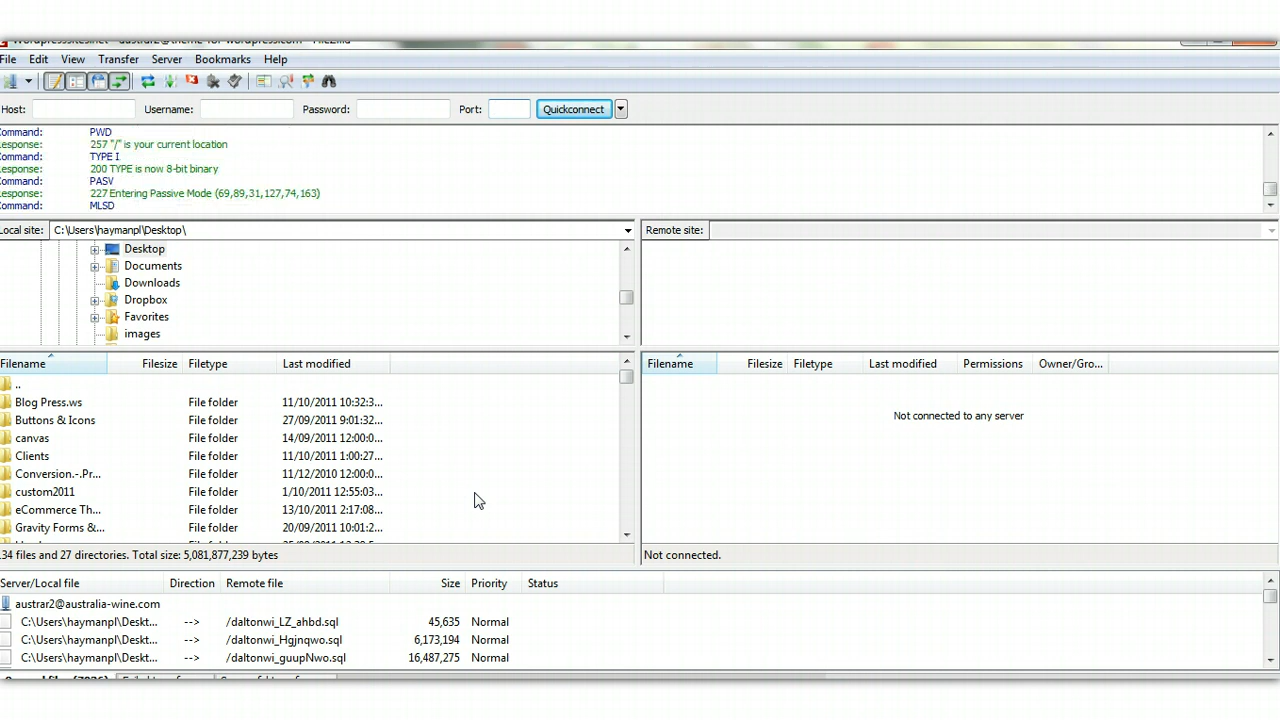 File Edit View Transfer Server Bookmarks Help
Host: Username: Password: Port: Quickconnect
Command: PWD
Response: 257 "/" is your current location
Command: TYPE I
Response: 200 TYPE is now 8-bit binary
Command: PASV
Response: 227 Entering Passive Mode (69,89,31,127,74,163)
Command: MLSD
Local site: C:\Users\haymanpl\Desktop\
Remote site:
Desktop
Documents
Downloads
Dropbox
Favorites
images
Filename Filesize Filetype Last modified
Filename Filesize Filetype Last modified Permissions Owner/Gro...
..
Blog Press.ws File folder 11/10/2011 10:32:3...
Buttons & Icons File folder 27/09/2011 9:01:32...
canvas File folder 14/09/2011 12:00:0...
Clients File folder 11/10/2011 1:00:27...
Conversion.-.Pr... File folder 11/12/2010 12:00:0...
custom2011 File folder 1/10/2011 12:55:03...
eCommerce Th... File folder 13/10/2011 2:17:08...
Gravity Forms &... File folder 20/09/2011 10:01:2...
Not connected to any server
34 files and 27 directories. Total size: 5,081,877,239 bytes
Not connected.
Server/Local file Direction Remote file Size Priority Status
austrar2@australia-wine.com
C:\Users\haymanpl\Deskt... --> /daltonwi_LZ_ahbd.sql 45,635 Normal
C:\Users\haymanpl\Deskt... --> /daltonwi_Hgjnqwo.sql 6,173,194 Normal
C:\Users\haymanpl\Deskt... --> /daltonwi_guupNwo.sql 16,487,275 Normal